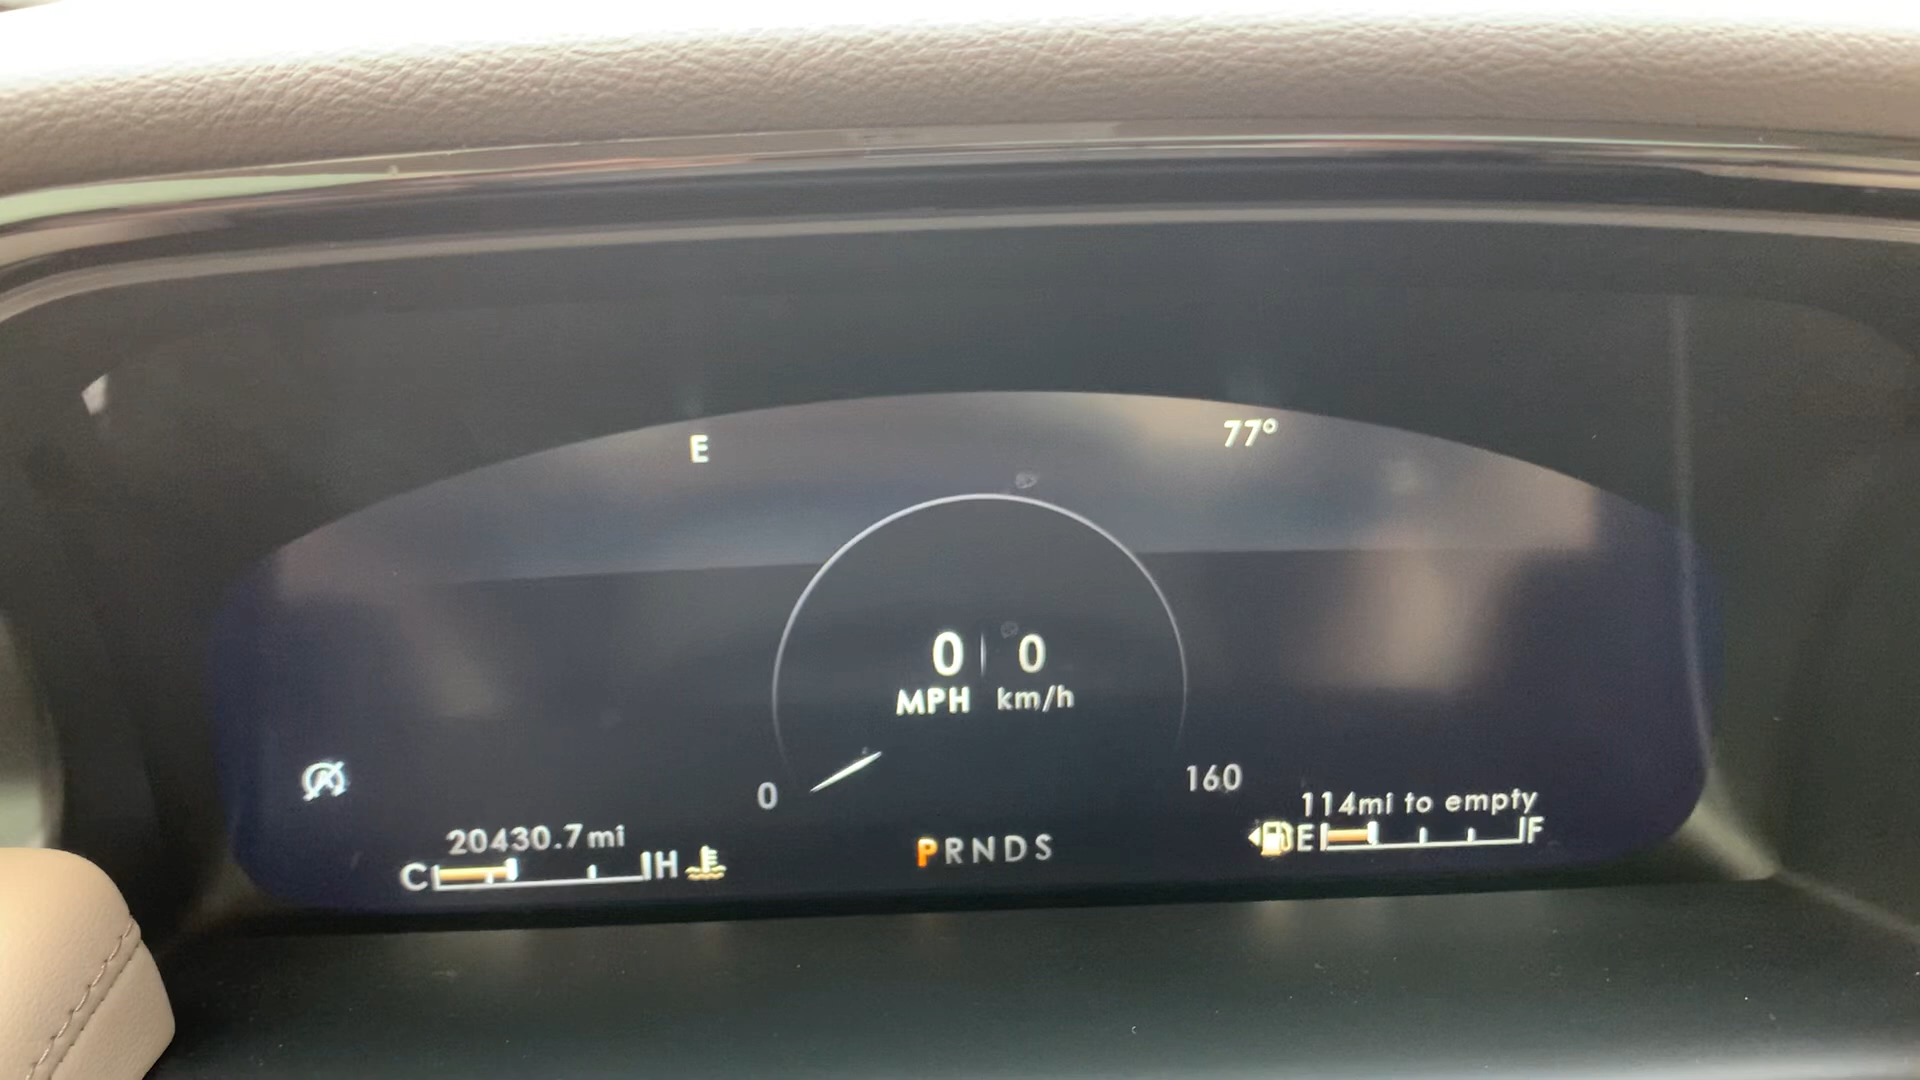 E
77°
0 0
MPH km/h
0
160
114mi to empty
E F
20430.7mi
C H
PRNDS